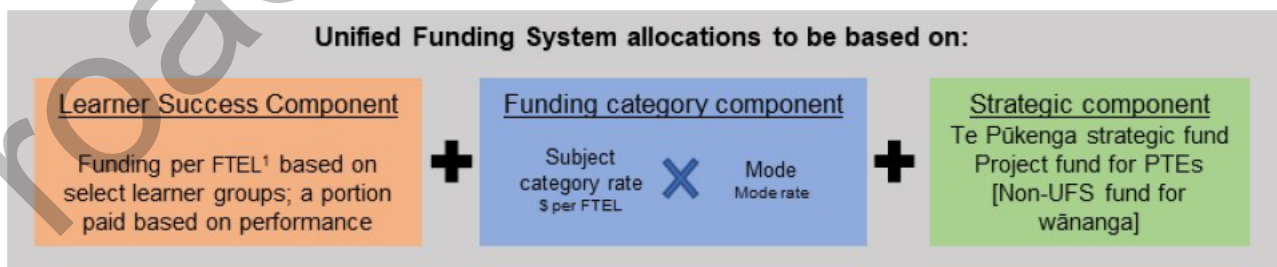 Unified Funding System allocations to be based on:
Learner Success Component
Funding per FTEL¹ based on
select learner groups; a portion
paid based on performance
+
Funding category component
Subject
category rate
$ per FTEL
X
Mode
Mode rate
+
Strategic component
Te Pūkenga strategic fund
Project fund for PTEs
[Non-UFS fund for
wānanga]